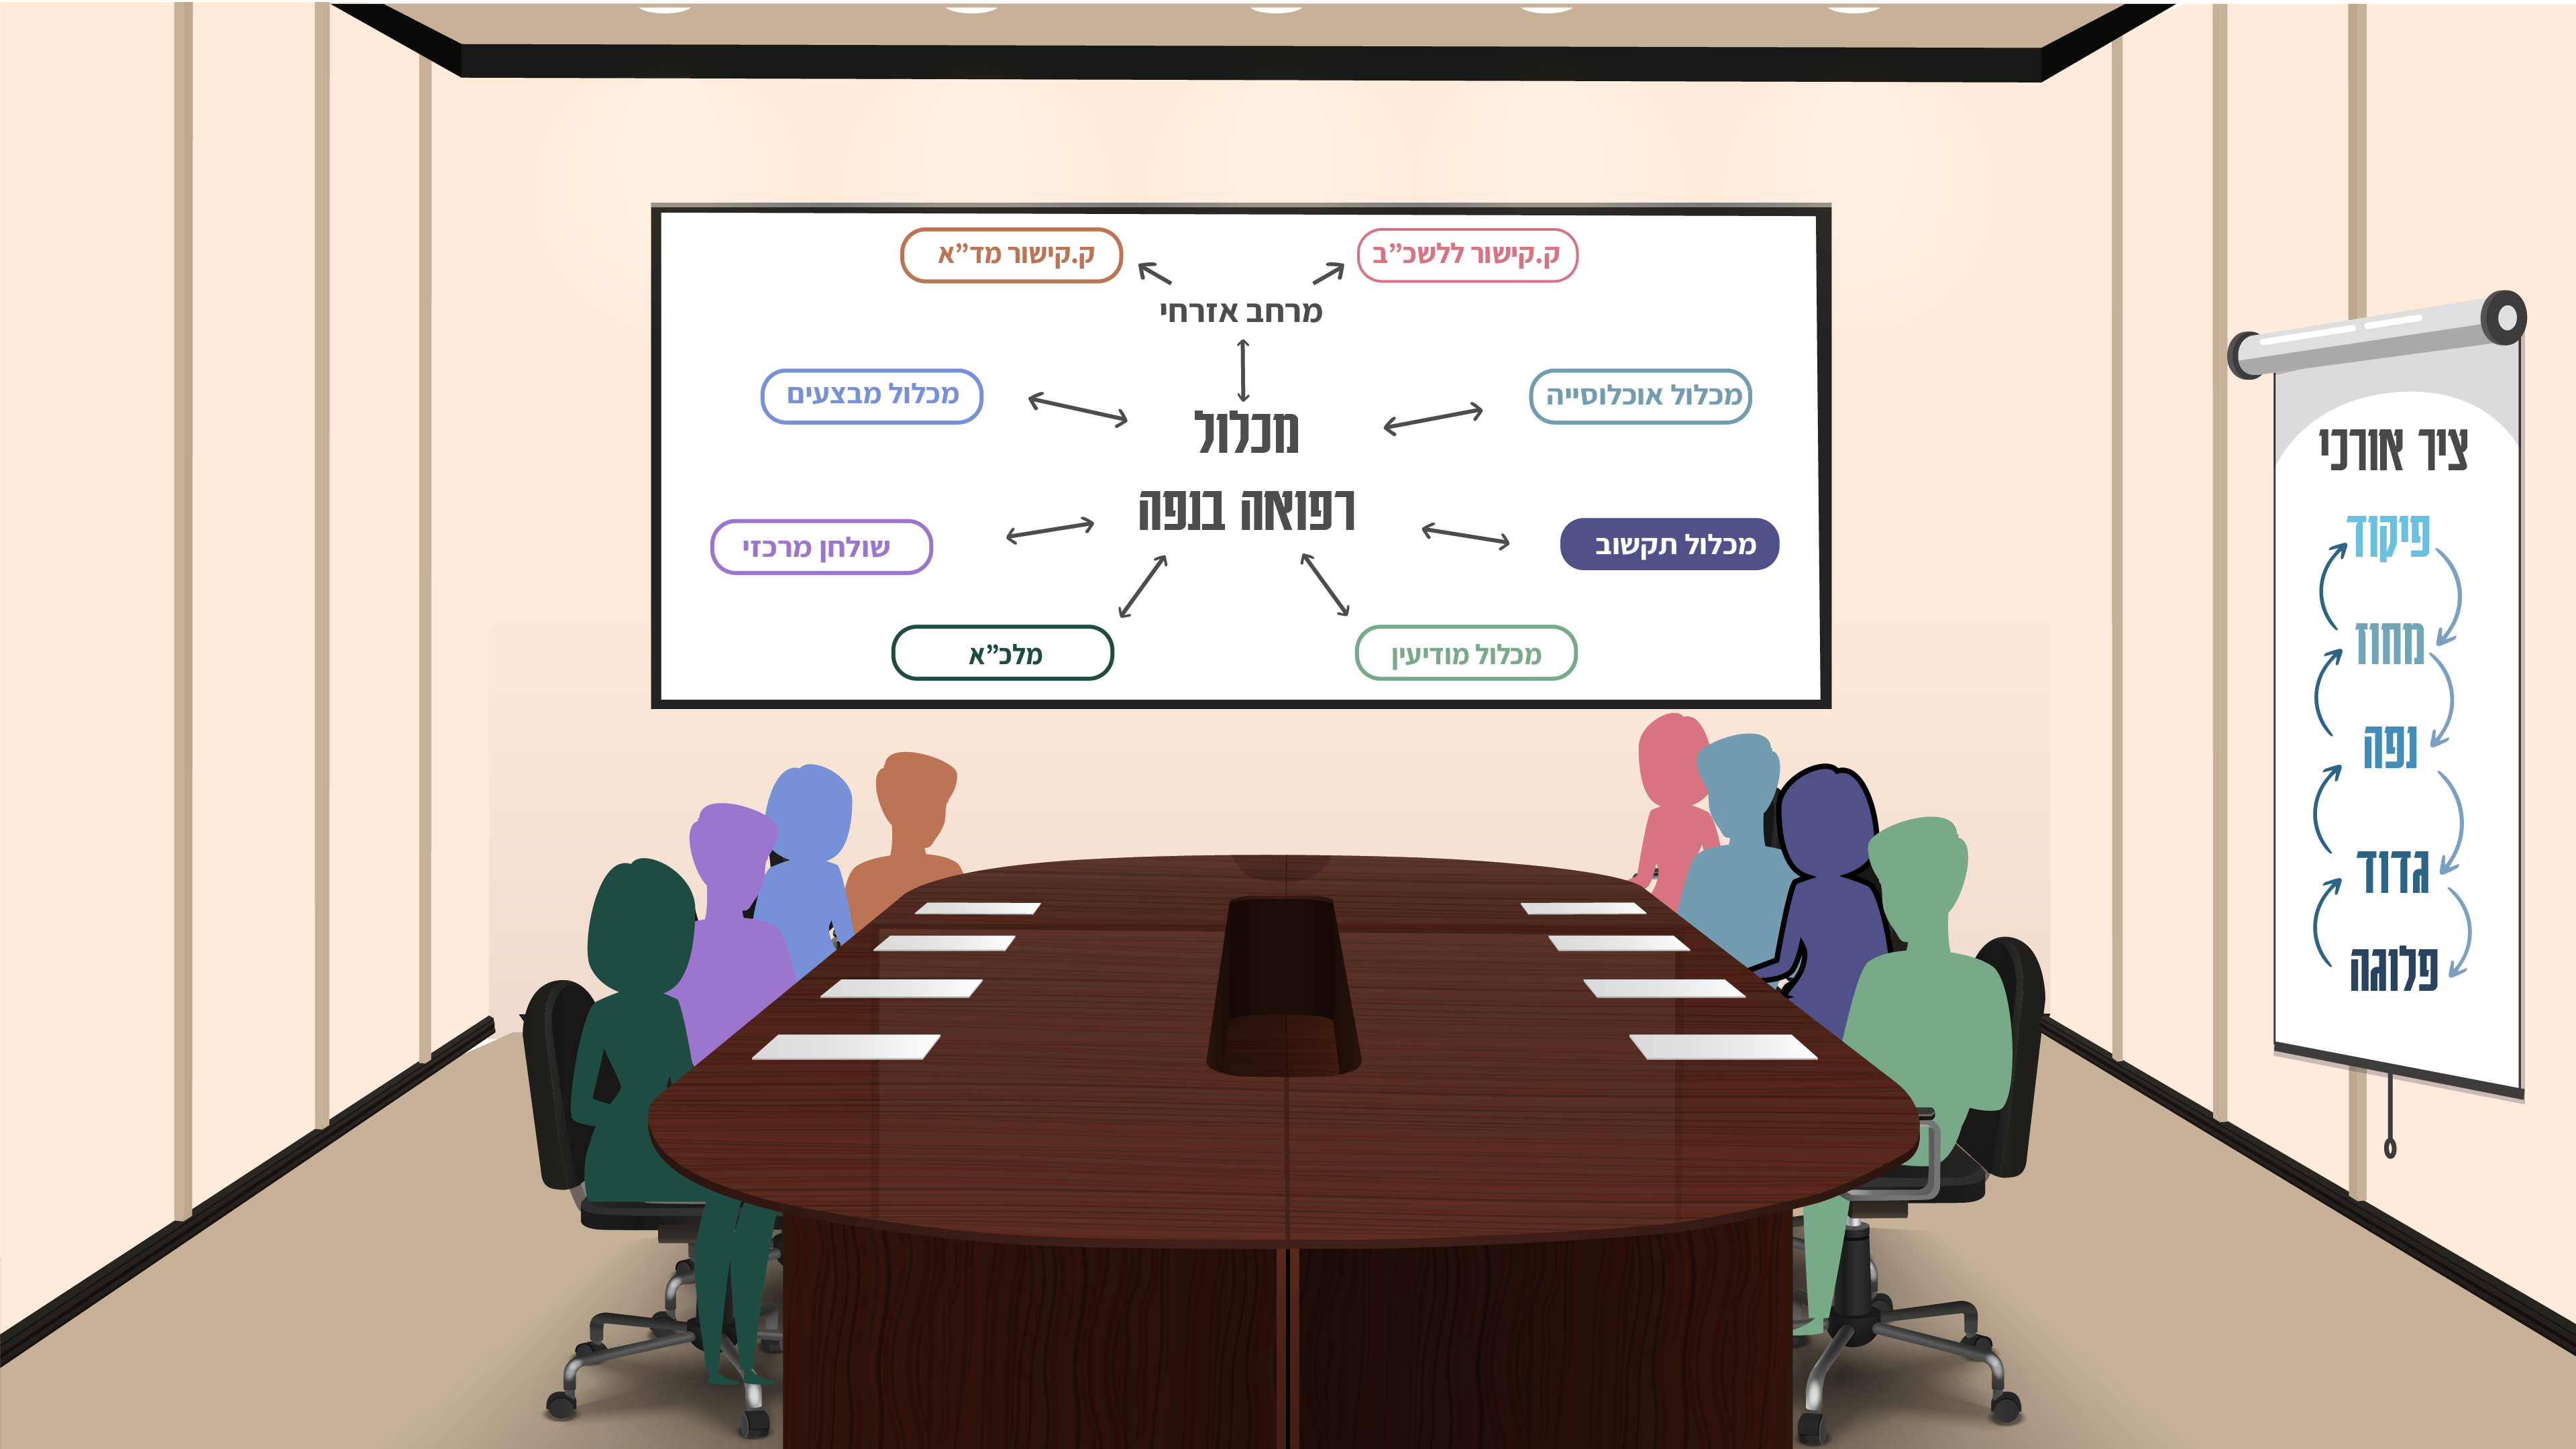 ק.קישור ללשכ”ב
ק.קישור מד”א
מרחב אזרחי
מכלול אוכלוסייה
מכלול מבצעים
מכלול
רפואה בנפה
מכלול תקשוב
שולחן מרכזי
מכלול מודיעין
מלכ”א
ציר אורכי
פיקוד
מחוז
נפה
גדוד
פלוגה